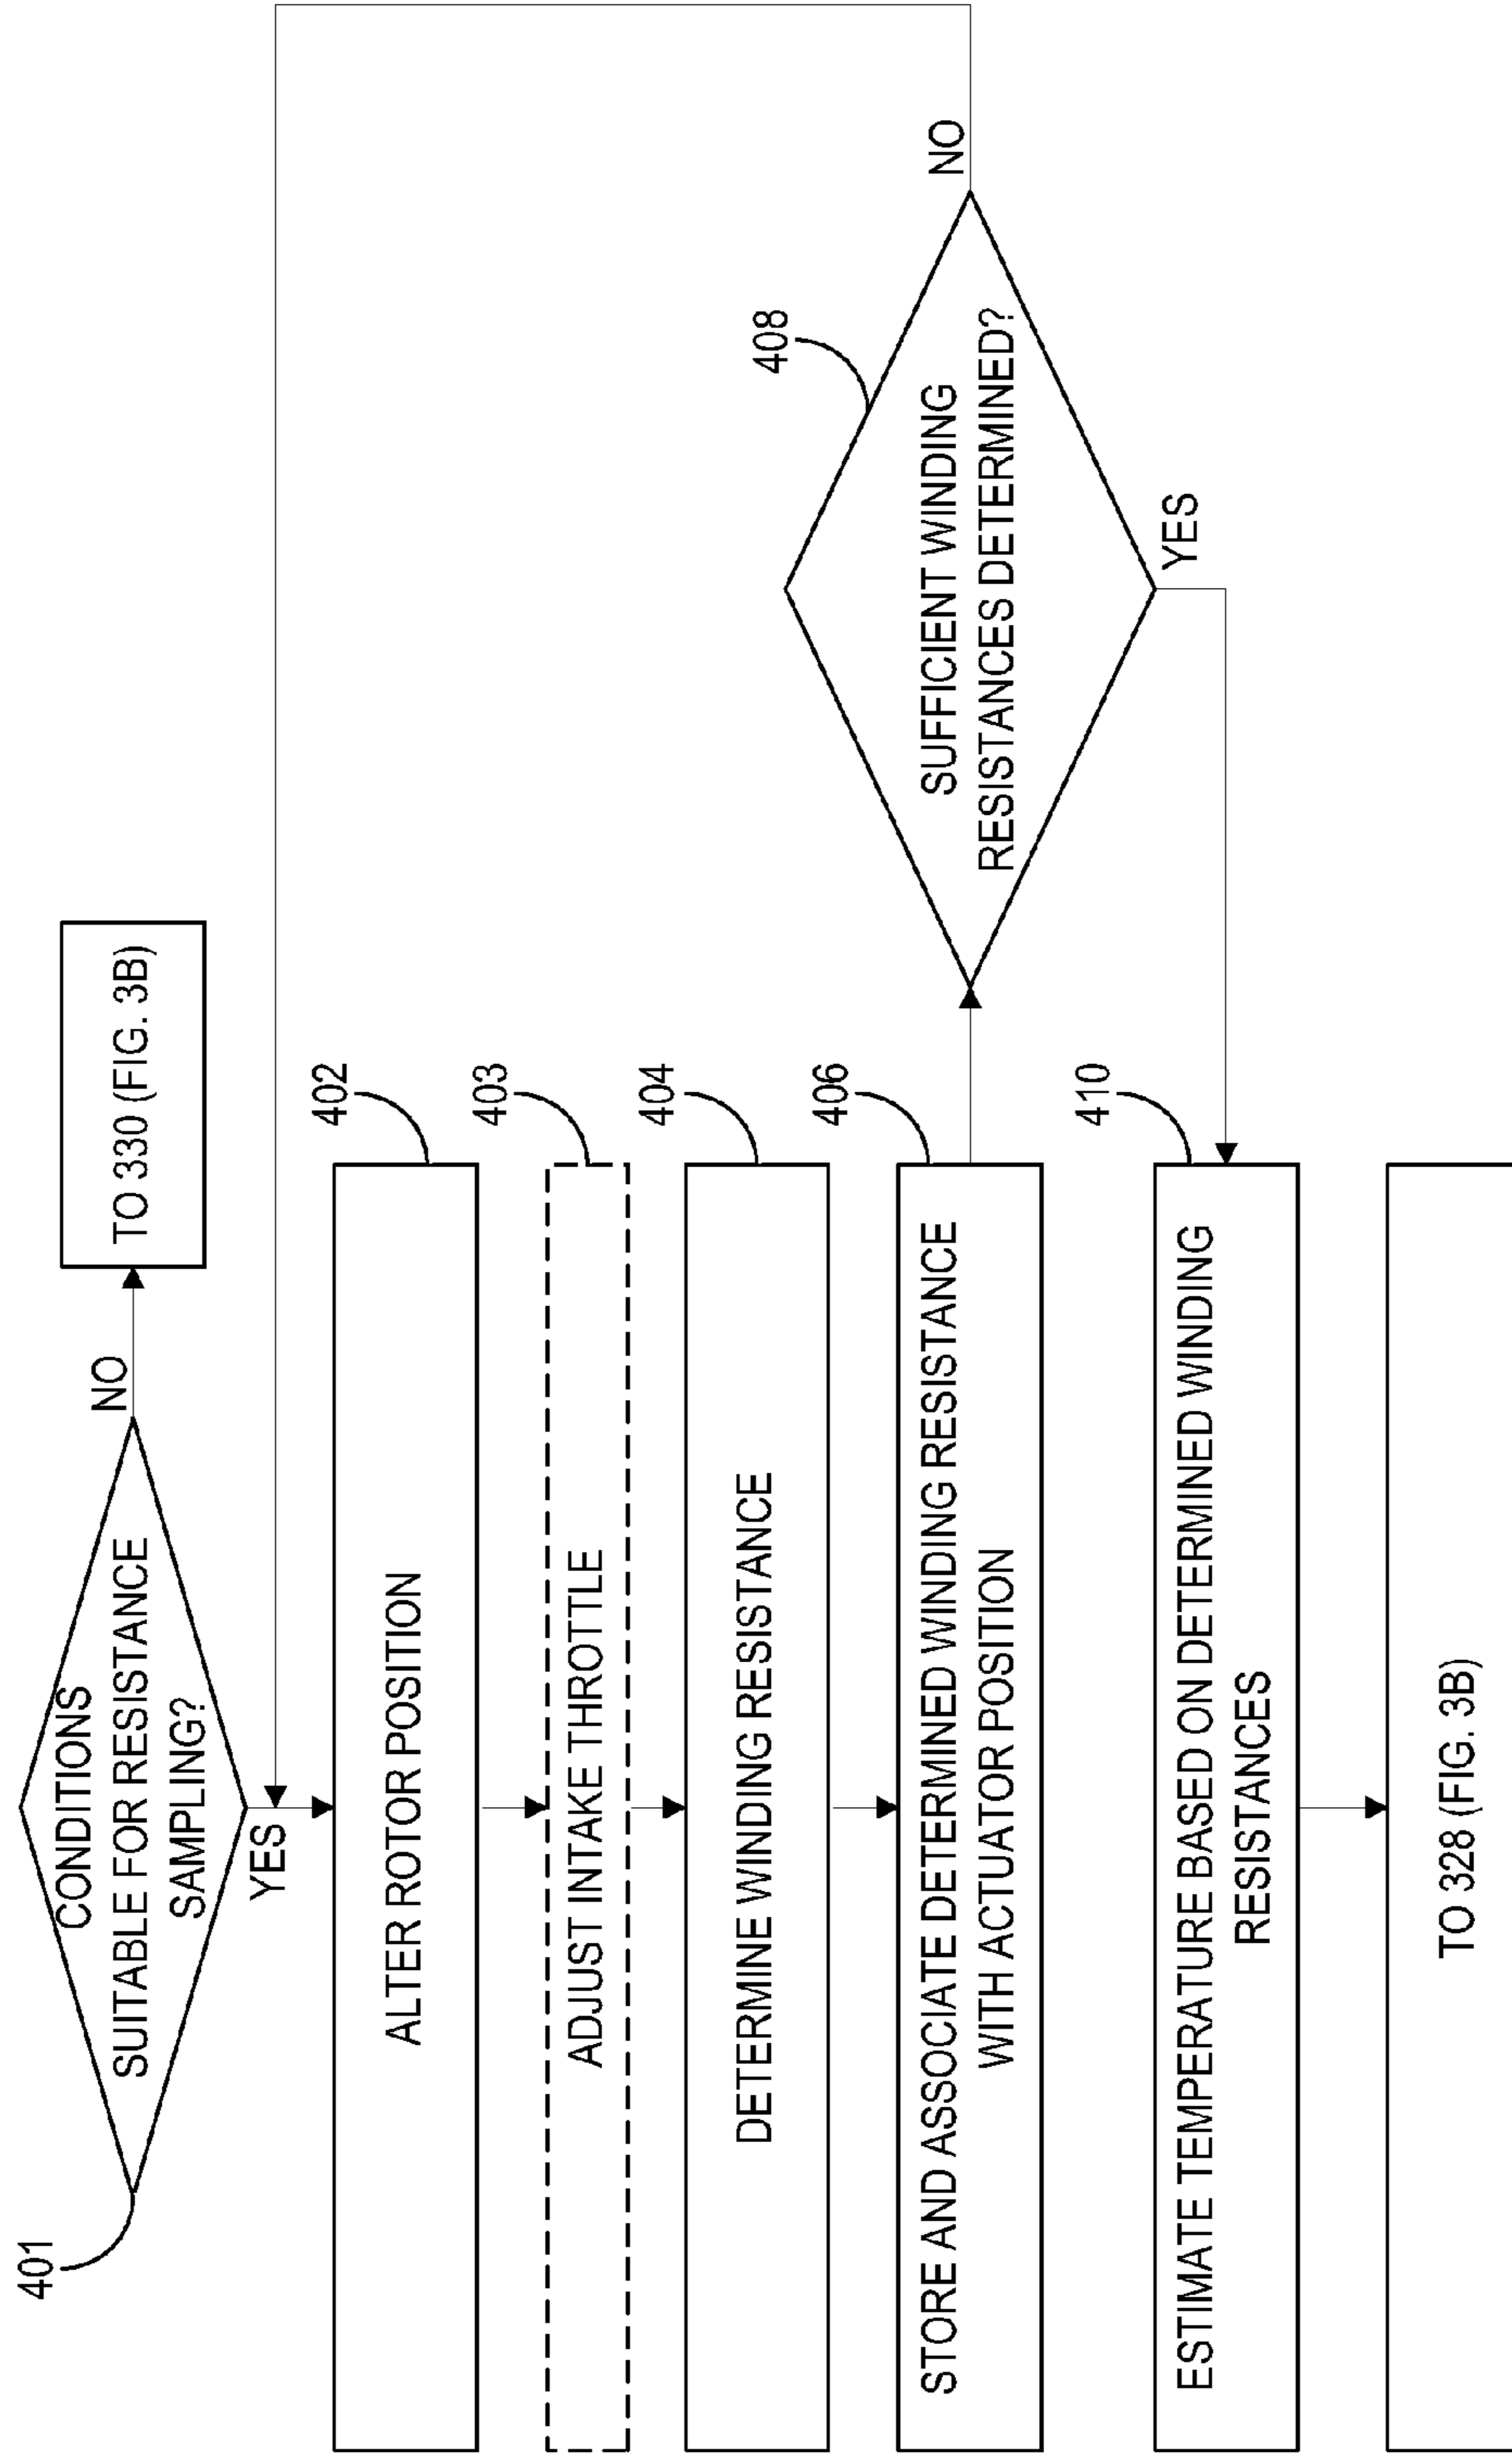 401
CONDITIONS
SUITABLE FOR RESISTANCE
SAMPLING?
NO
TO 330 (FIG. 3B)
YES
402
ALTER ROTOR POSITION
403
ADJUST INTAKE THROTTLE
404
DETERMINE WINDING RESISTANCE
406
STORE AND ASSOCIATE DETERMINED WINDING RESISTANCE
WITH ACTUATOR POSITION
408
SUFFICIENT WINDING
RESISTANCES DETERMINED?
NO
YES
410
ESTIMATE TEMPERATURE BASED ON DETERMINED WINDING
RESISTANCES
TO 328 (FIG. 3B)